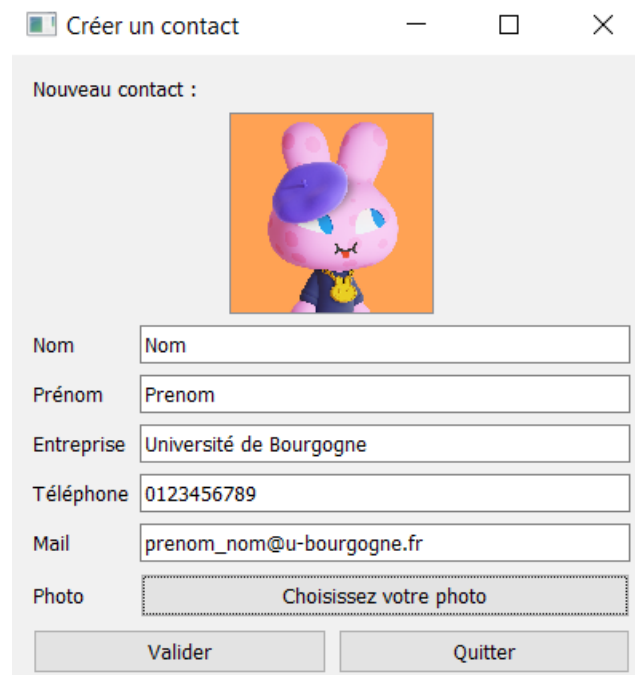 Créer un contact
Nouveau contact :
Nom Nom
Prénom Prenom
Entreprise Université de Bourgogne
Téléphone 0123456789
Mail prenom_nom@u-bourgogne.fr
Photo Choisissez votre photo
Valider Quitter